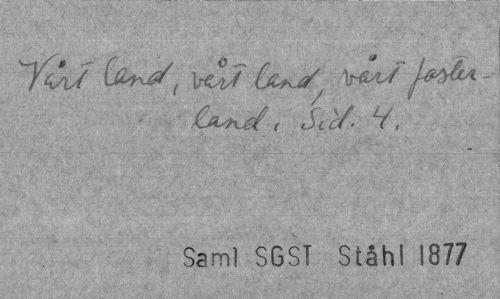 Vårt land, vårt land, vårt foster-
land. Sid. 4.
Saml SGST Ståhl 1877